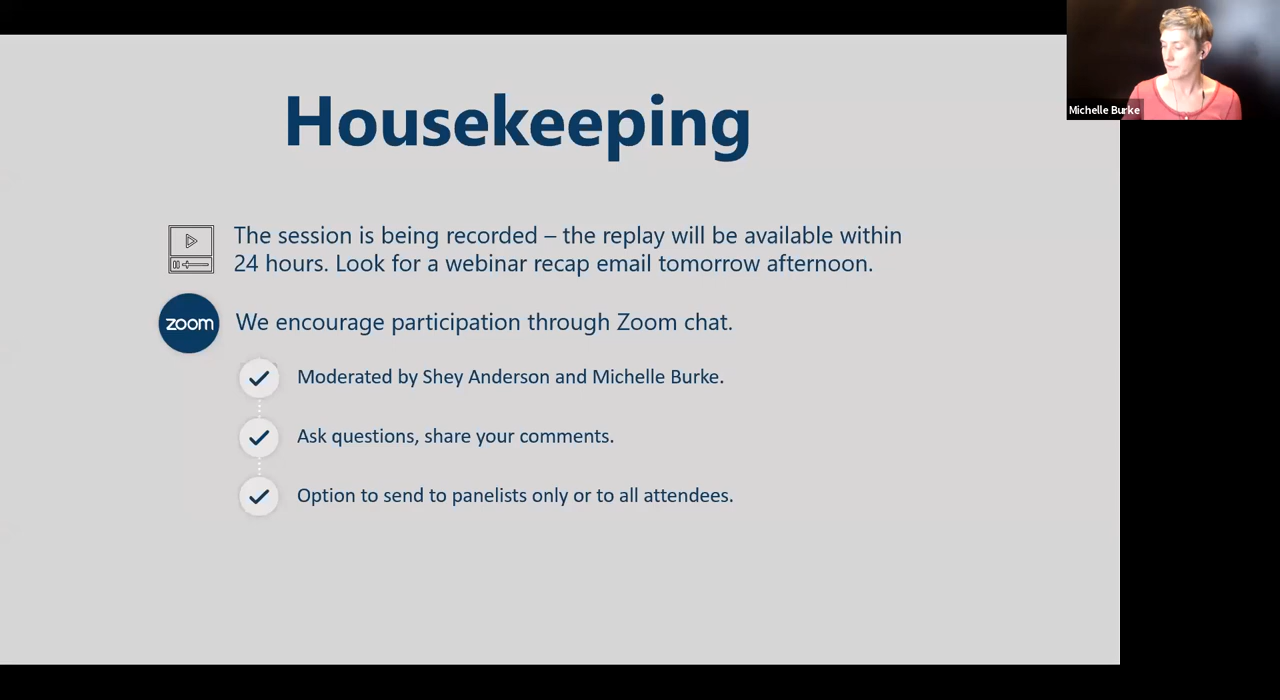 Michelle Burke
Housekeeping
The session is being recorded – the replay will be available within
24 hours. Look for a webinar recap email tomorrow afternoon.
zoom
We encourage participation through Zoom chat.
Moderated by Shey Anderson and Michelle Burke.
Ask questions, share your comments.
Option to send to panelists only or to all attendees.